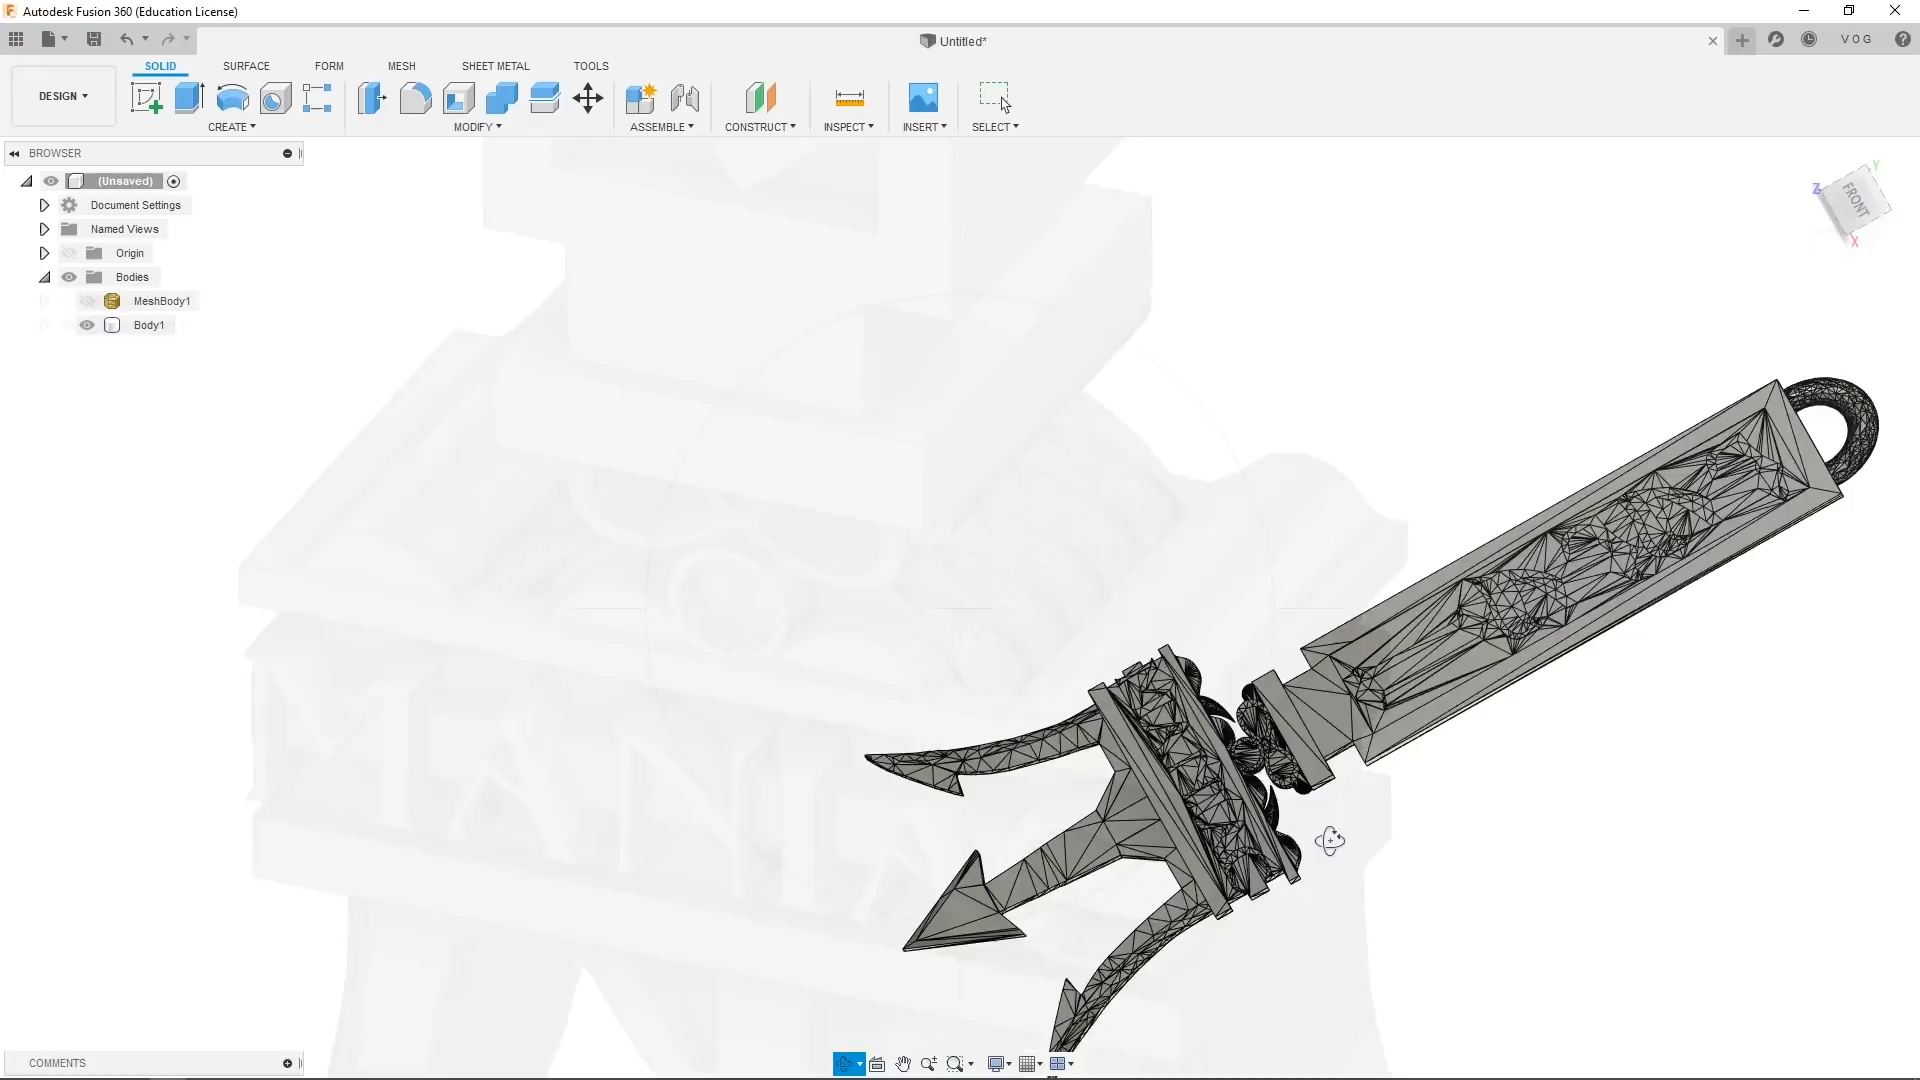 Autodesk Fusion 360 (Education License)
Untitled*
V O G
SOLID
SURFACE
FORM
MESH
SHEET METAL
TOOLS
DESIGN
CREATE
MODIFY
ASSEMBLE
CONSTRUCT
INSPECT
INSERT
SELECT
BROWSER
(Unsaved)
Document Settings
Named Views
Origin
Bodies
MeshBody1
Body1
Y
Z
FRONT
X
MANIA
COMMENTS